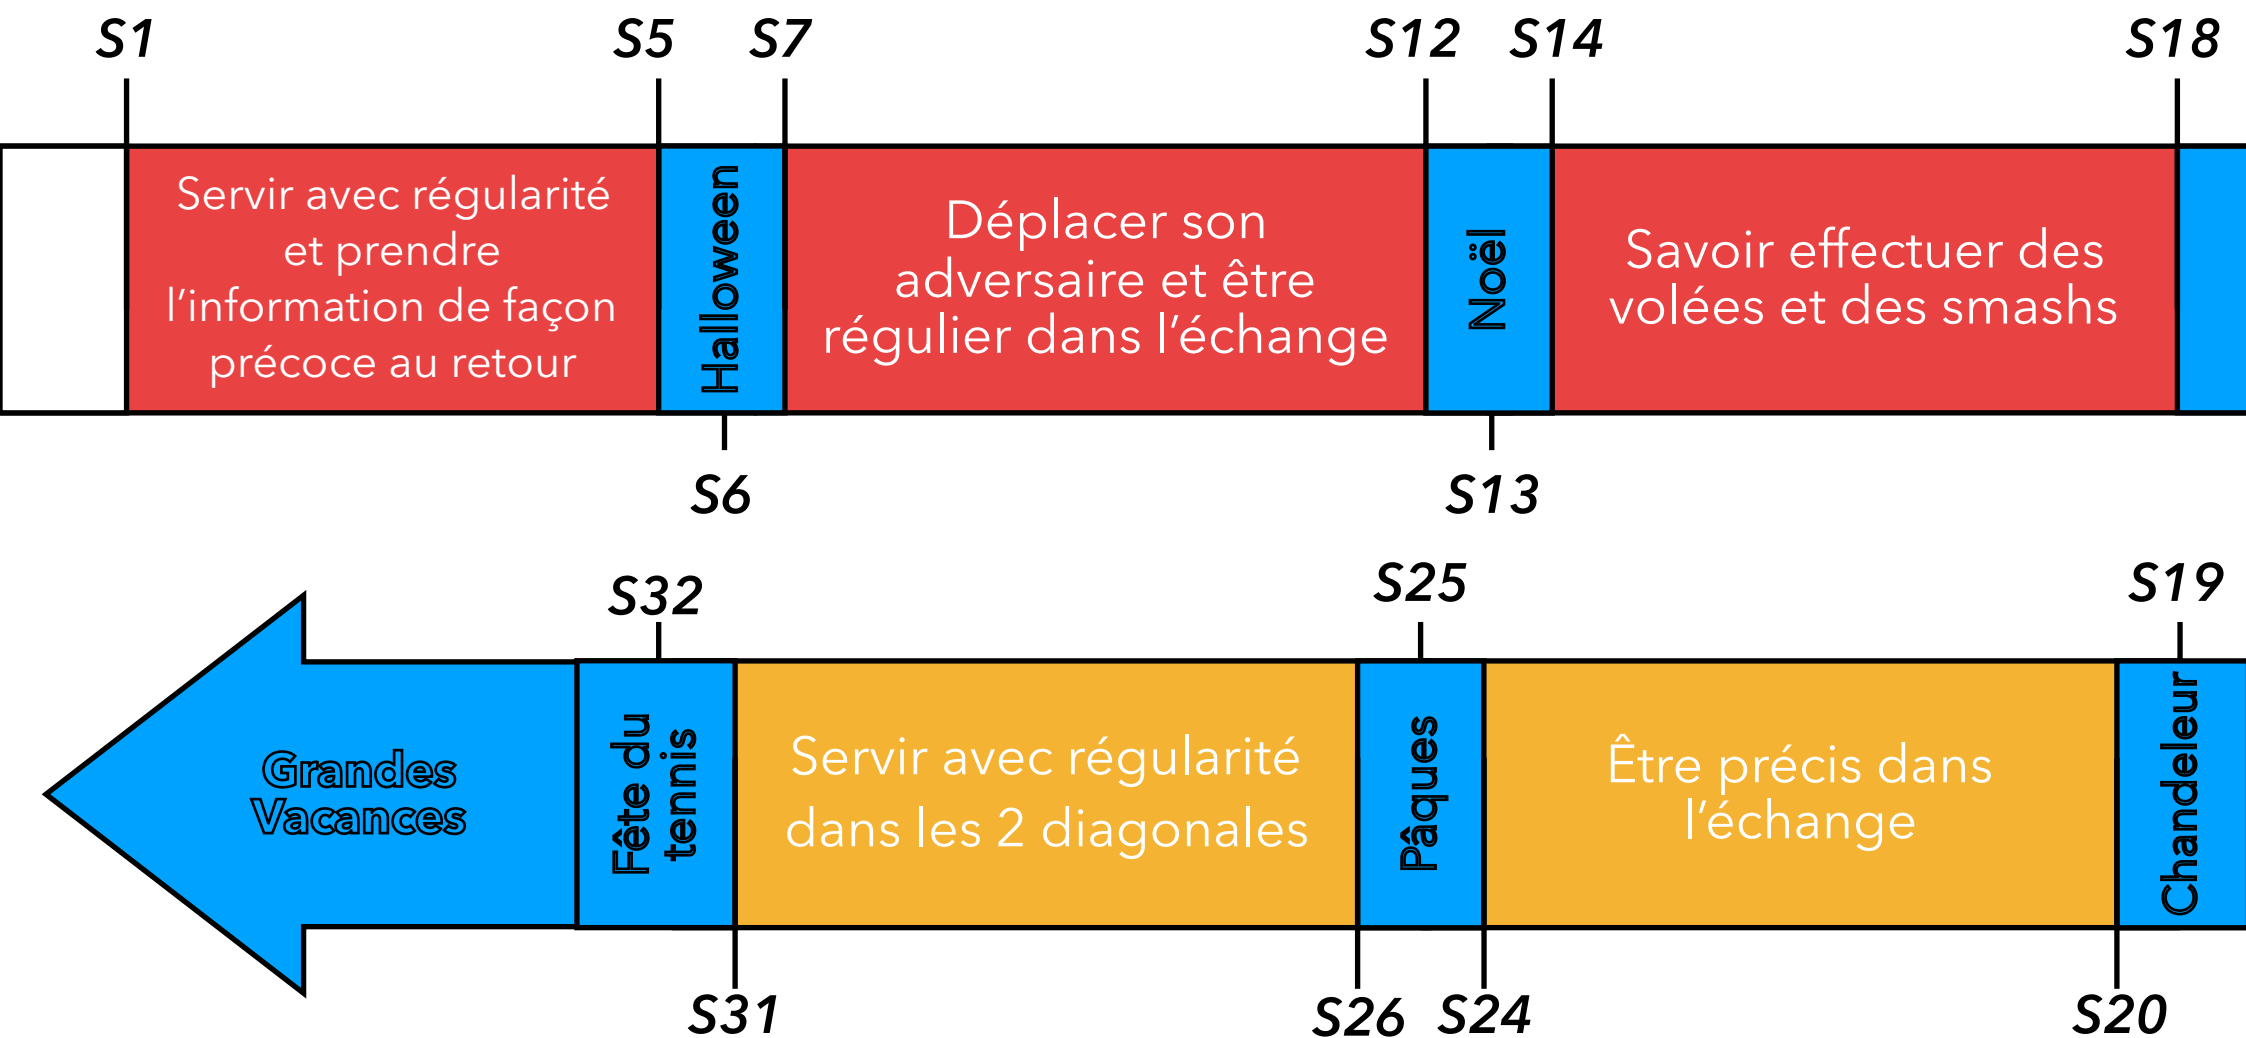 S1
S5
S7
S12
S14
S18
Servir avec régularité
et prendre
l'information de façon
précoce au retour
Halloween
Déplacer son
adversaire et être
régulier dans l'échange
Noël
Savoir effectuer des
volées et des smashs
S6
S13
S32
S25
S19
Grandes
Vacances
Fête du
tennis
Servir avec régularité
dans les 2 diagonales
Pâques
Être précis dans
l'échange
Chandeleur
S31
S26
S24
S20